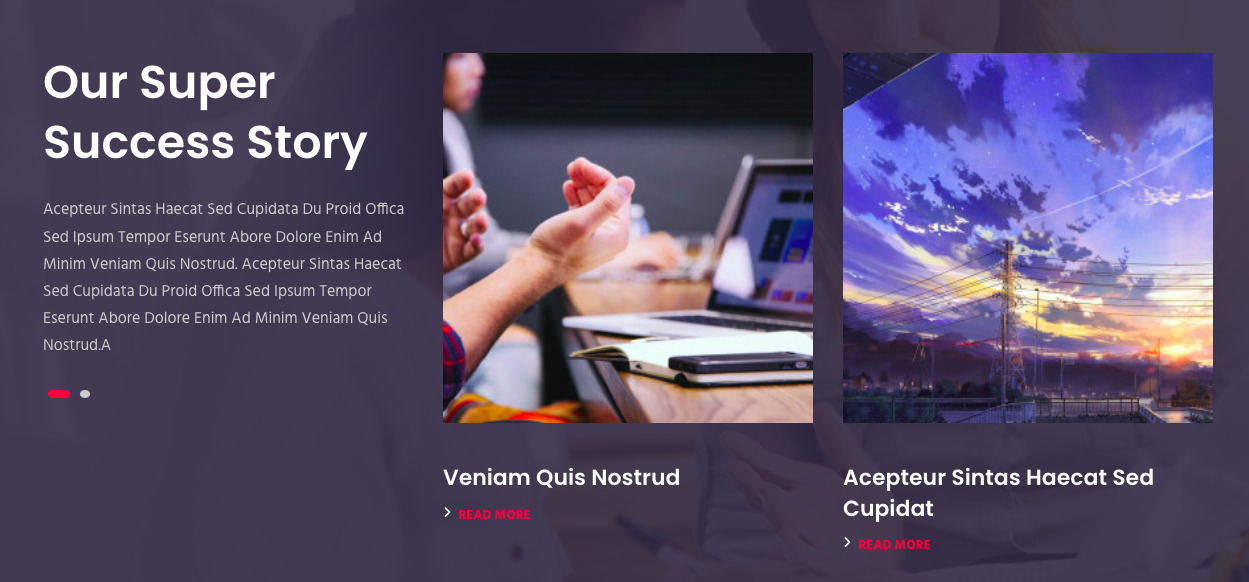 Our Super
Success Story
Acepteur Sintas Haecat Sed Cupidata Du Proid Offica
Sed Ipsum Tempor Eserunt Abore Dolore Enim Ad
Minim Veniam Quis Nostrud. Acepteur Sintas Haecat
Sed Cupidata Du Proid Offica Sed Ipsum Tempor
Eserunt Abore Dolore Enim Ad Minim Veniam Quis
Nostrud.A
Veniam Quis Nostrud
READ MORE
Acepteur Sintas Haecat Sed
Cupidat
READ MORE